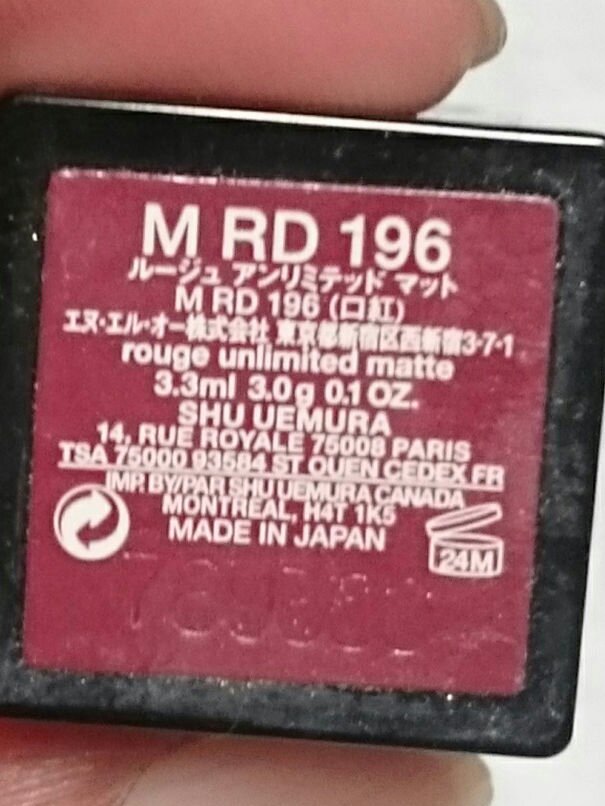 M RD 196
ルージュ アンリミテッド マット
M RD 196 (口紅)
エヌ・エル・オー株式会社 東京都新宿区西新宿3-7-1
rouge unlimited matte
3.3ml 3.0g 0.1 OZ.
SHU UEMURA
14, RUE ROYALE 75008 PARIS
TSA 75000 93584 ST OUEN CEDEX FR
IMP. BY/PAR SHU UEMURA CANADA
MONTREAL, H4T 1K5
MADE IN JAPAN
24M